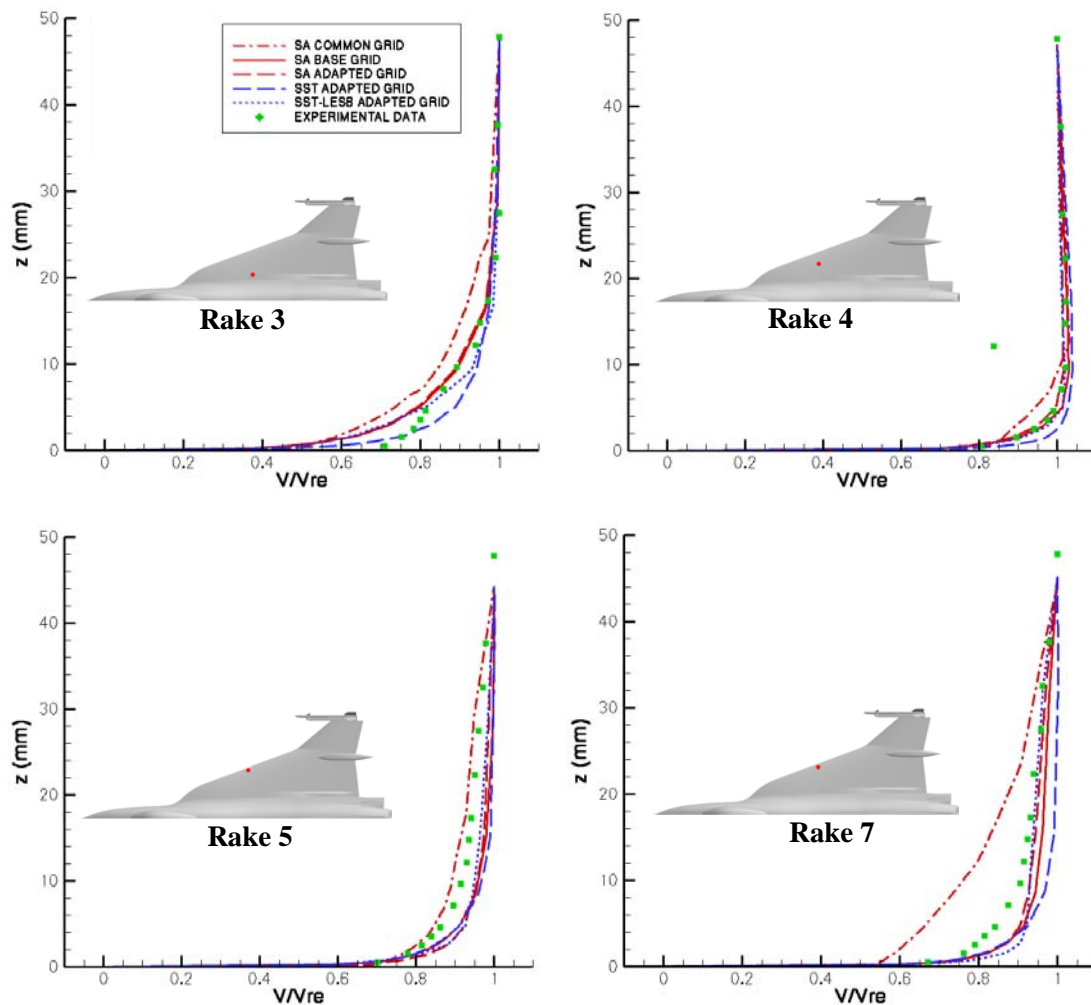 50
40
30
20
10
0
z (mm)
SA COMMON GRID
SA BASE GRID
SA ADAPTED GRID
SST ADAPTED GRID
SST-LES8 ADAPTED GRID
EXPERIMENTAL DATA
Rake 3
0 0.2 0.4 0.6 0.8 1
V/Vre
50
40
30
20
10
0
z (mm)
Rake 4
0 0.2 0.4 0.6 0.8 1
V/Vre
50
40
30
20
10
0
z (mm)
Rake 5
0 0.2 0.4 0.6 0.8 1
V/Vre
50
40
30
20
10
0
z (mm)
Rake 7
0 0.2 0.4 0.6 0.8 1
V/Vre